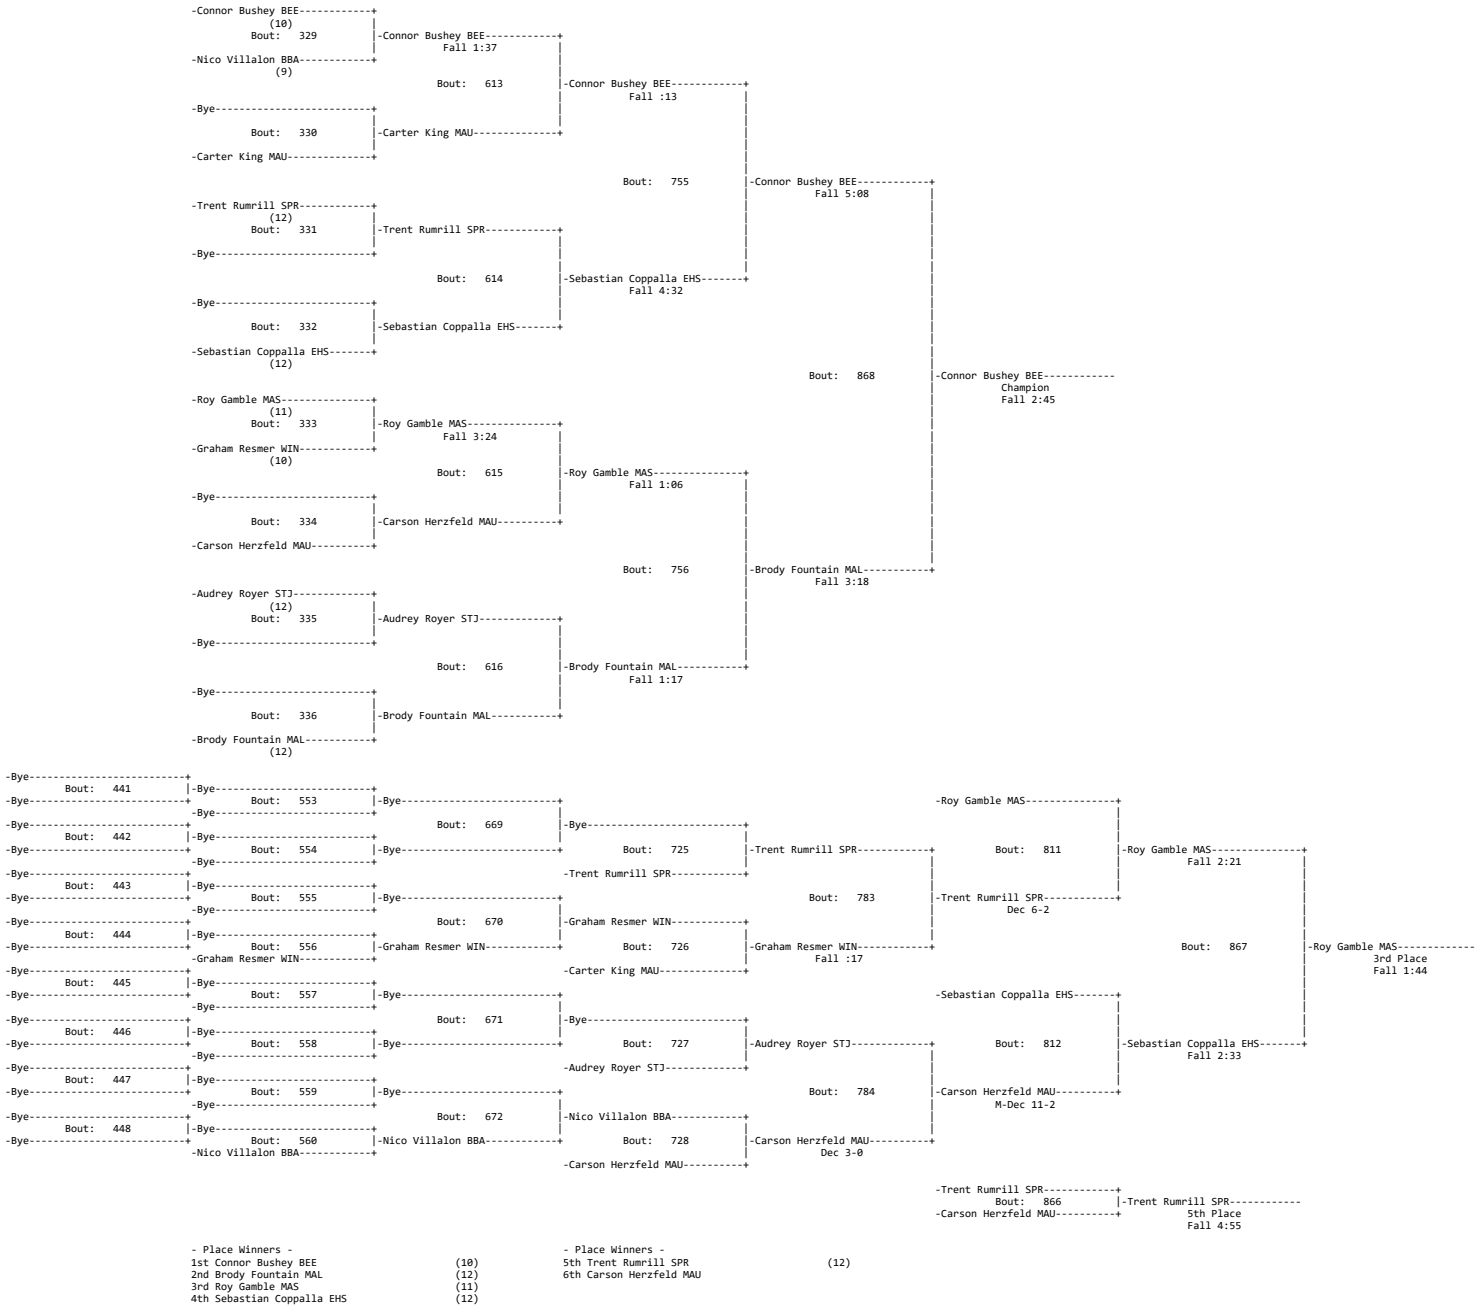 -Connor Bushey BEE------------+
(10) |
Bout: 329 |-Connor Bushey BEE------------+
| Fall 1:37 |
-Nico Villalon BBA------------+ |
(9) |
Bout: 613 |-Connor Bushey BEE------------+
| Fall :13 |
-Bye--------------------------+ | |
| | |
Bout: 330 |-Carter King MAU--------------+ |
| |
-Carter King MAU--------------+ |
|
Bout: 755 |-Connor Bushey BEE------------+
| Fall 5:08 |
-Trent Rumrill SPR------------+ | |
(12) | | |
Bout: 331 |-Trent Rumrill SPR------------+ | |
| | | |
-Bye--------------------------+ | | |
| | |
Bout: 614 |-Sebastian Coppalla EHS-------+ |
| Fall 4:32 |
-Bye--------------------------+ | |
| | |
Bout: 332 |-Sebastian Coppalla EHS-------+ |
| |
-Sebastian Coppalla EHS-------+ |
(12) |
Bout: 868 |-Connor Bushey BEE------------
| Champion
-Roy Gamble MAS---------------+ | Fall 2:45
(11) | |
Bout: 333 |-Roy Gamble MAS---------------+ |
| Fall 3:24 | |
-Graham Resmer WIN------------+ | |
(10) | |
Bout: 615 |-Roy Gamble MAS---------------+ |
| Fall 1:06 | |
-Bye--------------------------+ | | |
| | | |
Bout: 334 |-Carson Herzfeld MAU----------+ | |
| | |
-Carson Herzfeld MAU----------+ | |
| |
Bout: 756 |-Brody Fountain MAL-----------+
| Fall 3:18
-Audrey Royer STJ-------------+ |
(12) | |
Bout: 335 |-Audrey Royer STJ-------------+ |
| | |
-Bye--------------------------+ | |
| |
Bout: 616 |-Brody Fountain MAL-----------+
| Fall 1:17
-Bye--------------------------+ |
| |
Bout: 336 |-Brody Fountain MAL-----------+
|
-Brody Fountain MAL-----------+
(12)
-Bye--------------------------+
Bout: 441 |-Bye--------------------------+
-Bye--------------------------+ Bout: 553 |-Bye--------------------------+ -Roy Gamble MAS---------------+
-Bye--------------------------+ |
-Bye--------------------------+ Bout: 669 |-Bye--------------------------+ |
Bout: 442 |-Bye--------------------------+ | | |
-Bye--------------------------+ Bout: 554 |-Bye--------------------------+ Bout: 725 |-Trent Rumrill SPR------------+ Bout: 811 |-Roy Gamble MAS---------------+
-Bye--------------------------+ | | | Fall 2:21 |
-Bye--------------------------+ -Trent Rumrill SPR------------+ | | |
Bout: 443 |-Bye--------------------------+ | | |
-Bye--------------------------+ Bout: 555 |-Bye--------------------------+ Bout: 783 |-Trent Rumrill SPR------------+ |
-Bye--------------------------+ | | Dec 6-2 |
-Bye--------------------------+ Bout: 670 |-Graham Resmer WIN------------+ | |
Bout: 444 |-Bye--------------------------+ | | | |
-Bye--------------------------+ Bout: 556 |-Graham Resmer WIN------------+ Bout: 726 |-Graham Resmer WIN------------+ Bout: 867 |-Roy Gamble MAS-------------
-Graham Resmer WIN------------+ | Fall :17 | 3rd Place
-Bye--------------------------+ -Carter King MAU--------------+ | Fall 1:44
Bout: 445 |-Bye--------------------------+ |
-Bye--------------------------+ Bout: 557 |-Bye--------------------------+ -Sebastian Coppalla EHS-------+ |
-Bye--------------------------+ | | |
-Bye--------------------------+ Bout: 671 |-Bye--------------------------+ | |
Bout: 446 |-Bye--------------------------+ | | | |
-Bye--------------------------+ Bout: 558 |-Bye--------------------------+ Bout: 727 |-Audrey Royer STJ-------------+ Bout: 812 |-Sebastian Coppalla EHS-------+
-Bye--------------------------+ | | | Fall 2:33
-Bye--------------------------+ -Audrey Royer STJ-------------+ | |
Bout: 447 |-Bye--------------------------+ | |
-Bye--------------------------+ Bout: 559 |-Bye--------------------------+ Bout: 784 |-Carson Herzfeld MAU----------+
-Bye--------------------------+ | | M-Dec 11-2
-Bye--------------------------+ Bout: 672 |-Nico Villalon BBA------------+ |
Bout: 448 |-Bye--------------------------+ | | |
-Bye--------------------------+ Bout: 560 |-Nico Villalon BBA------------+ Bout: 728 |-Carson Herzfeld MAU----------+
-Nico Villalon BBA------------+ | Dec 3-0
-Carson Herzfeld MAU----------+
-Trent Rumrill SPR------------+
Bout: 866 |-Trent Rumrill SPR------------
-Carson Herzfeld MAU----------+ 5th Place
Fall 4:55
- Place Winners - - Place Winners -
1st Connor Bushey BEE (10) 5th Trent Rumrill SPR (12)
2nd Brody Fountain MAL (12) 6th Carson Herzfeld MAU
3rd Roy Gamble MAS (11)
4th Sebastian Coppalla EHS (12)